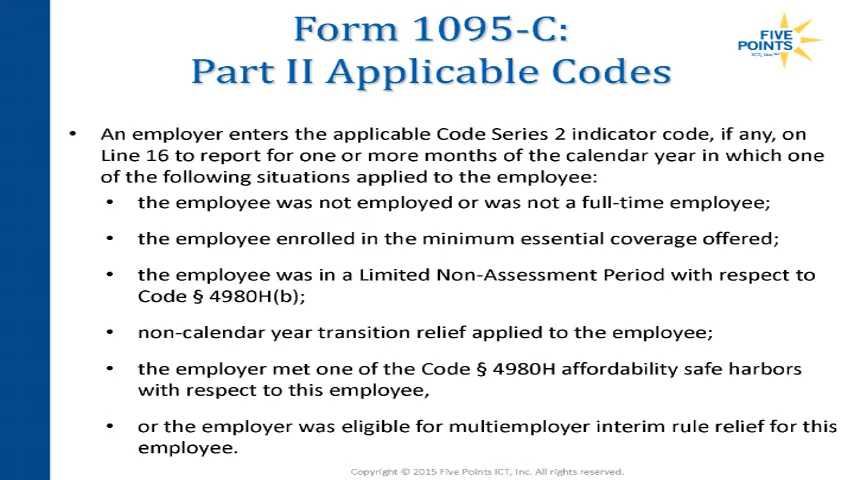 Form 1095-C:
Part II Applicable Codes
FIVE
POINTS
ICT, Inc.
• An employer enters the applicable Code Series 2 indicator code, if any, on
Line 16 to report for one or more months of the calendar year in which one
of the following situations applied to the employee:
• the employee was not employed or was not a full-time employee;
• the employee enrolled in the minimum essential coverage offered;
• the employee was in a Limited Non-Assessment Period with respect to
Code § 4980H(b);
• non-calendar year transition relief applied to the employee;
• the employer met one of the Code § 4980H affordability safe harbors
with respect to this employee,
• or the employer was eligible for multiemployer interim rule relief for this
employee.
Copyright © 2015 Five Points ICT, Inc. All rights reserved.